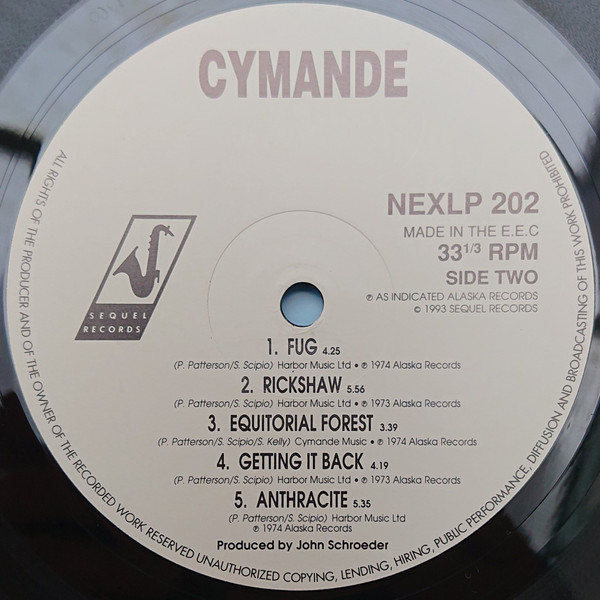 CYMANDE
NEXLP 202
MADE IN THE E.E.C
33 1/3 RPM
SIDE TWO
℗ AS INDICATED ALASKA RECORDS
© 1993 SEQUEL RECORDS
SEQUEL
RECORDS
1. FUG 4.25
(P. Patterson/S. Scipio) Harbor Music Ltd • ℗ 1974 Alaska Records
2. RICKSHAW 5.56
(P. Patterson/S. Scipio) Harbor Music Ltd • ℗ 1973 Alaska Records
3. EQUITORIAL FOREST 3.39
(P. Patterson/S. Scipio/S. Kelly) Cymande Music • ℗ 1974 Alaska Records
4. GETTING IT BACK 4.19
(P. Patterson/S. Scipio) Harbor Music Ltd • ℗ 1973 Alaska Records
5. ANTHRACITE 5.35
(P. Patterson/S. Scipio) Harbor Music Ltd
℗ 1974 Alaska Records
Produced by John Schroeder
ALL RIGHTS OF THE PRODUCER AND OF THE OWNER OF THE RECORDED WORK RESERVED UNAUTHORIZED COPYING, LENDING, HIRING, PUBLIC PERFORMANCE, DIFFUSION AND BROADCASTING OF THIS WORK PROHIBITED